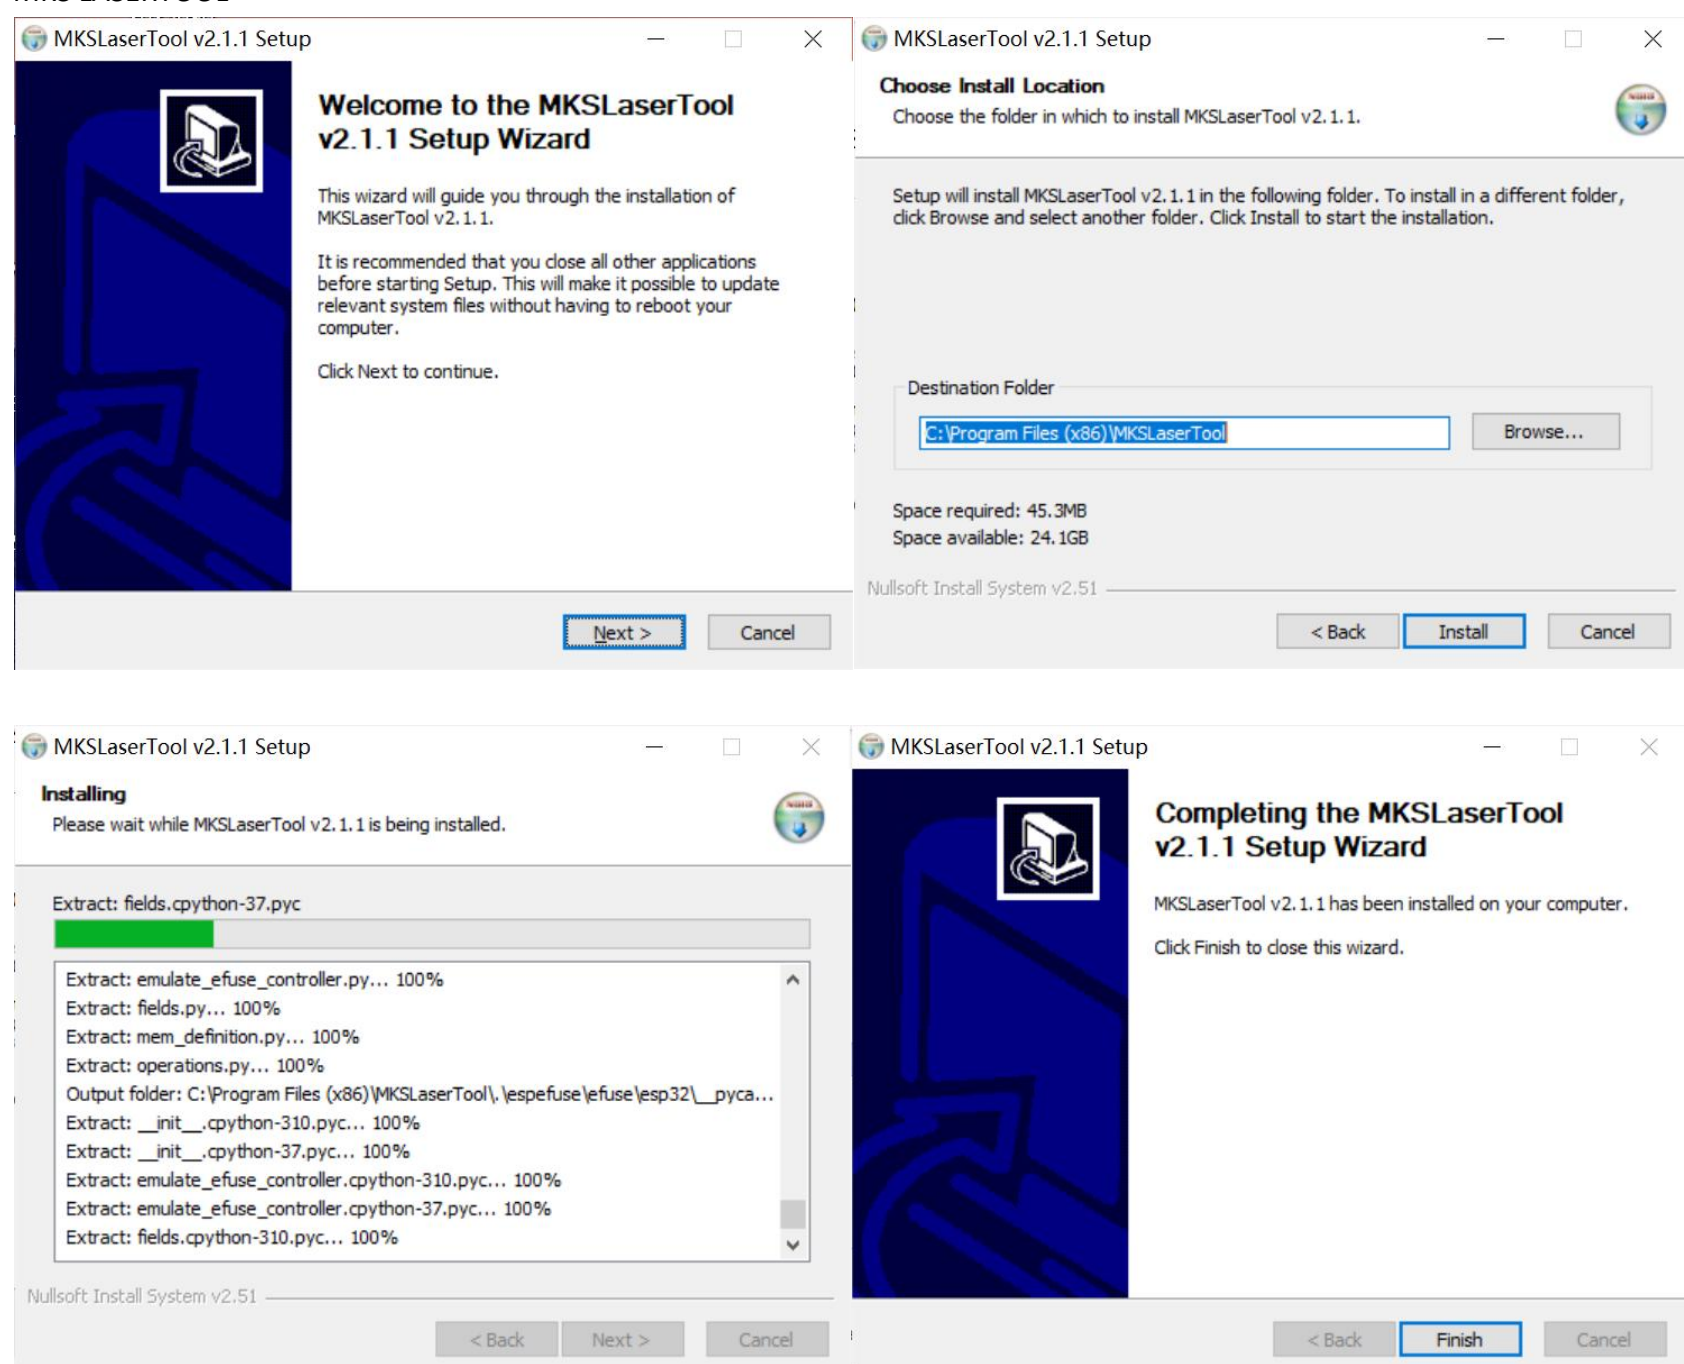 MKS LASERTOOL
MKSLaserTool v2.1.1 Setup
Welcome to the MKSLaserTool
v2.1.1 Setup Wizard
This wizard will guide you through the installation of
MKSLaserTool v2.1.1.
It is recommended that you close all other applications
before starting Setup. This will make it possible to update
relevant system files without having to reboot your
computer.
Click Next to continue.
Next >
Cancel
MKSLaserTool v2.1.1 Setup
Choose Install Location
Choose the folder in which to install MKSLaserTool v2.1.1.
Setup will install MKSLaserTool v2.1.1 in the following folder. To install in a different folder,
click Browse and select another folder. Click Install to start the installation.
Destination Folder
C:\Program Files (x86)\MKSLaserTool
Browse...
Space required: 45.3MB
Space available: 24.1GB
Nullsoft Install System v2.51
< Back
Install
Cancel
MKSLaserTool v2.1.1 Setup
Installing
Please wait while MKSLaserTool v2.1.1 is being installed.
Extract: fields.cpython-37.pyc
Extract: emulate_efuse_controller.py... 100%
Extract: fields.py... 100%
Extract: mem_definition.py... 100%
Extract: operations.py... 100%
Output folder: C:\Program Files (x86)\MKSLaserTool\.\espefuse\efuse\esp32\__pyca...
Extract: __init__.cpython-310.pyc... 100%
Extract: __init__.cpython-37.pyc... 100%
Extract: emulate_efuse_controller.cpython-310.pyc... 100%
Extract: emulate_efuse_controller.cpython-37.pyc... 100%
Extract: fields.cpython-310.pyc... 100%
Nullsoft Install System v2.51
< Back
Next >
Cancel
MKSLaserTool v2.1.1 Setup
Completing the MKSLaserTool
v2.1.1 Setup Wizard
MKSLaserTool v2.1.1 has been installed on your computer.
Click Finish to close this wizard.
< Back
Finish
Cancel